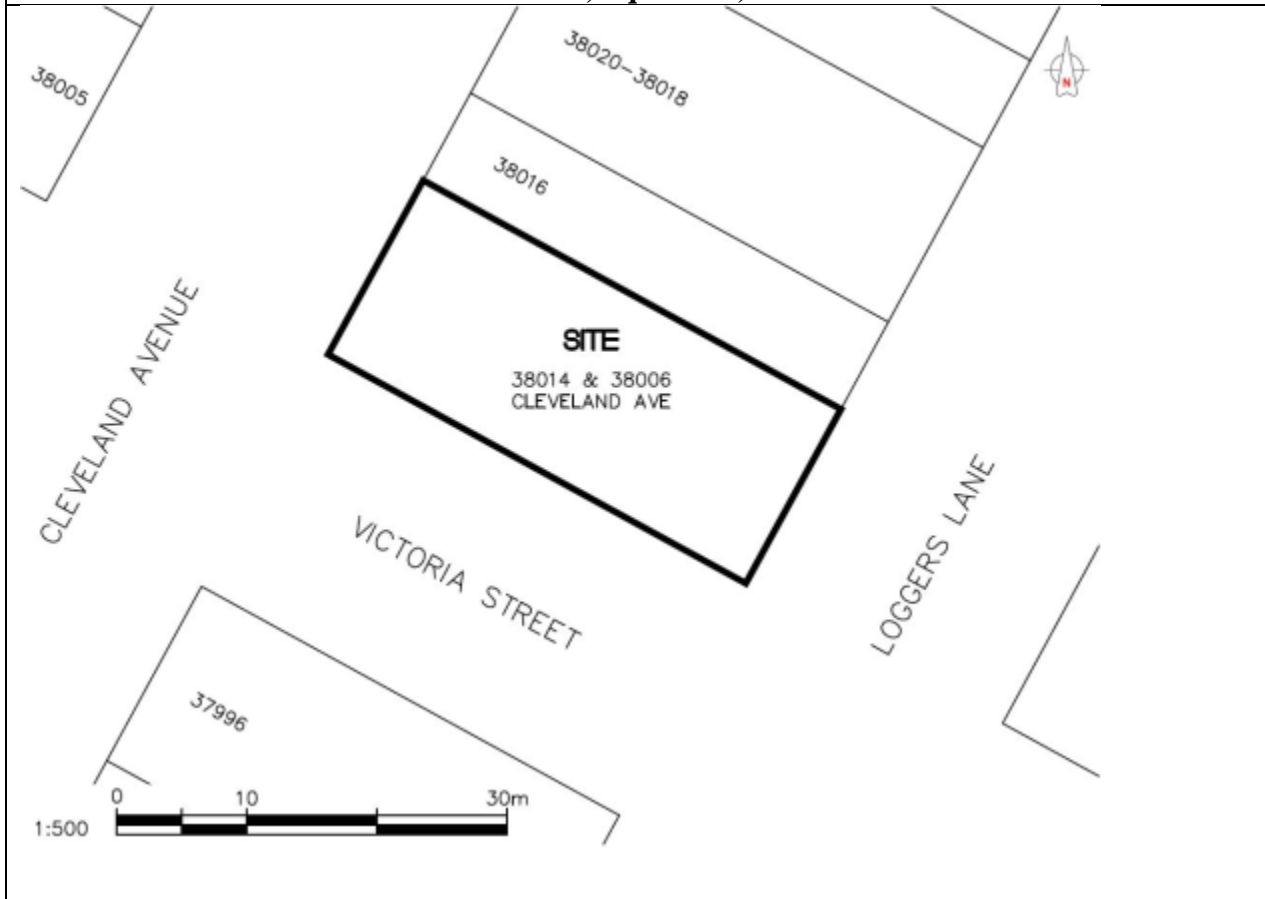 38020-38018
38005
N
38016
SITE
38014 & 38006
CLEVELAND AVE
CLEVELAND AVENUE
VICTORIA STREET
LOGGERS LANE
37996
0 10 30m
1:500